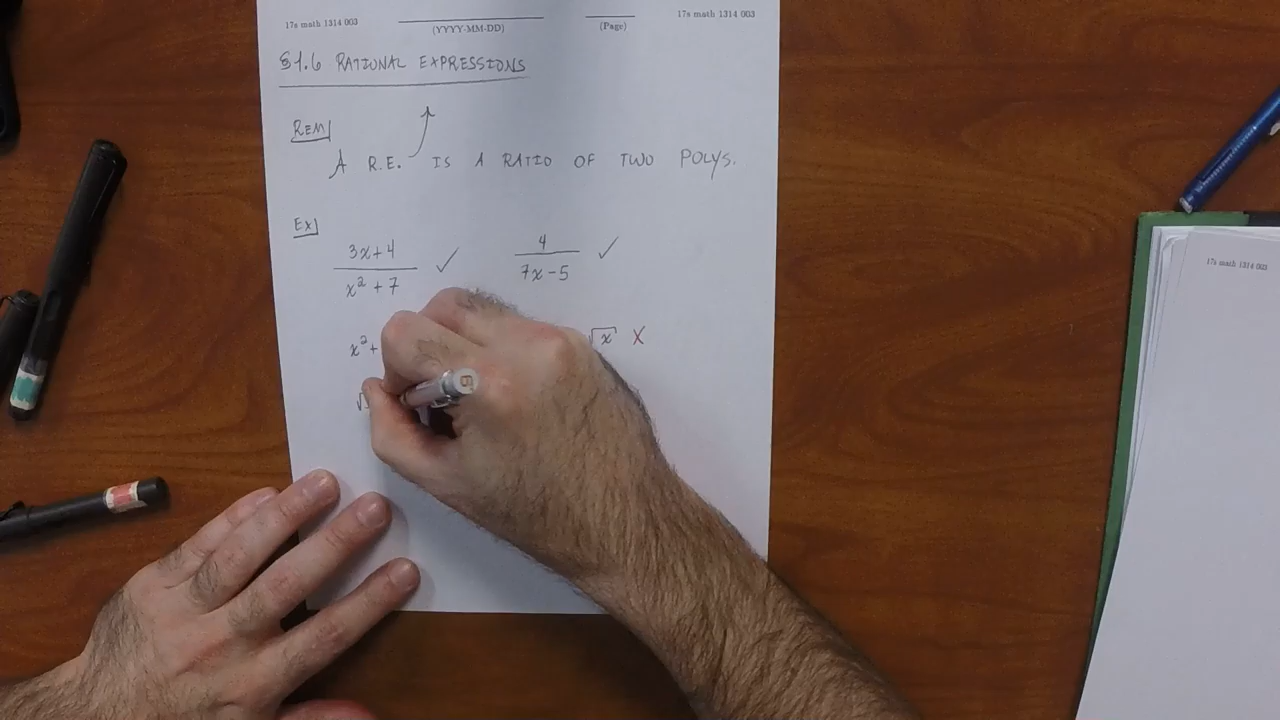 17s math 1314 003 (YYYY-MM-DD) (Page) 17s math 1314 003
§1.6 RATIONAL EXPRESSIONS
REM|
A R.E. IS A RATIO OF TWO POLYS.
EX|
3x+4 / x² + 7 ✓ 4 / 7x-5 ✓
x²+ √x X
√
17s math 1314 003